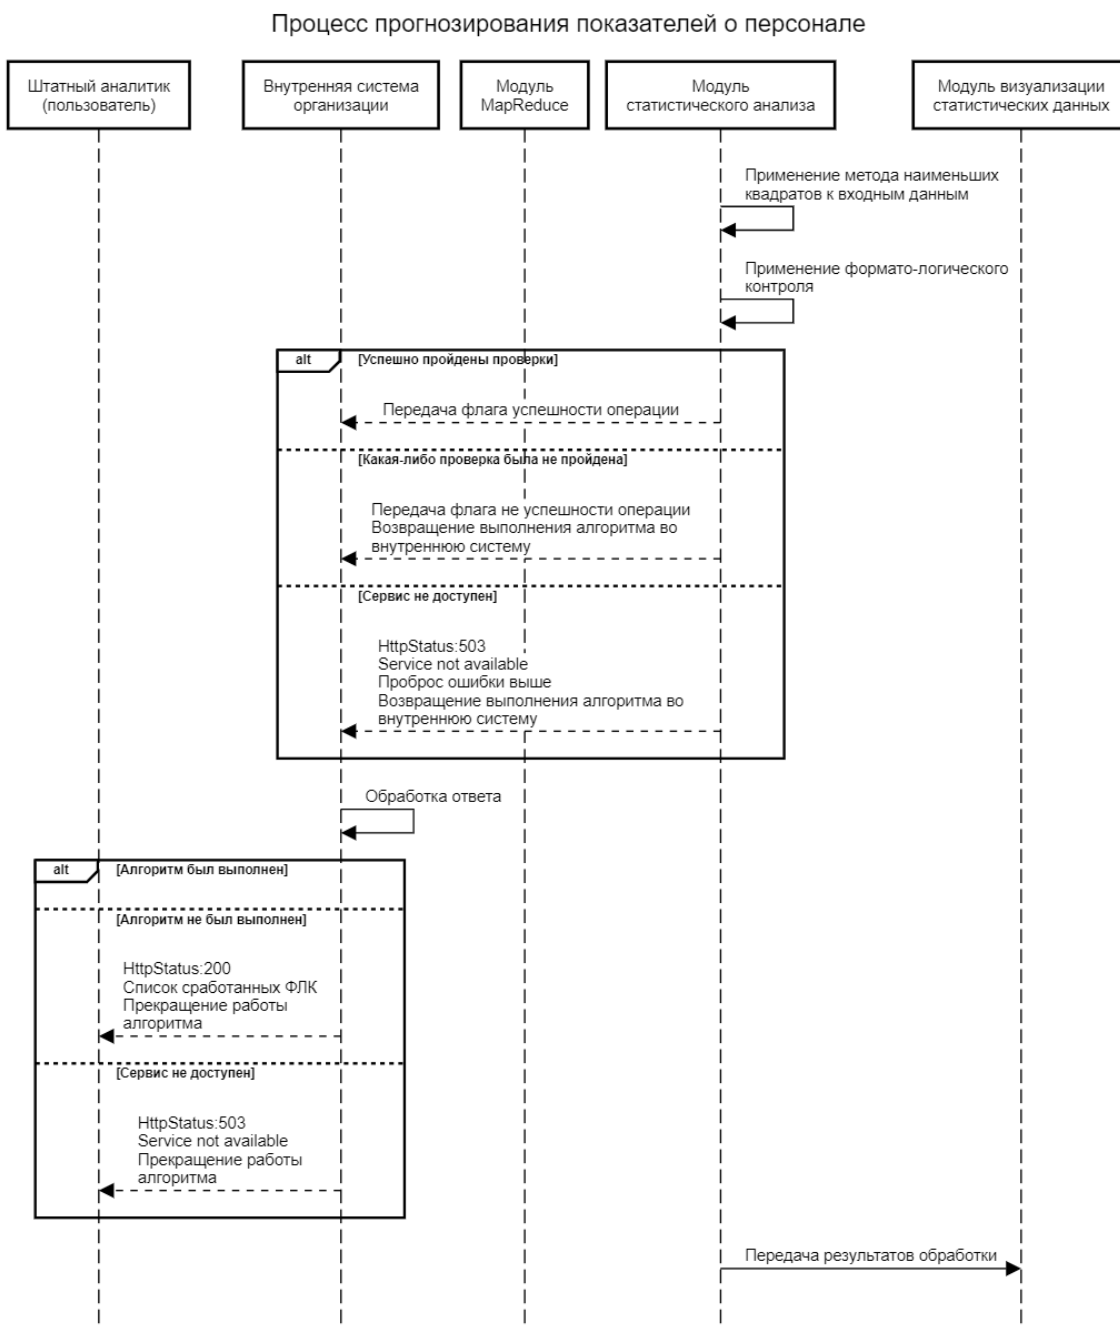 Процесс прогнозирования показателей о персонале
Штатный аналитик
(пользователь)
Внутренняя система
организации
Модуль
MapReduce
Модуль
статистического анализа
Модуль визуализации
статистических данных
Применение метода наименьших
квадратов к входным данным
Применение формато-логического
контроля
alt
[Успешно пройдены проверки]
Передача флага успешности операции
[Какая-либо проверка была не пройдена]
Передача флага не успешности операции
Возвращение выполнения алгоритма во
внутреннюю систему
[Сервис не доступен]
HttpStatus:503
Service not available
Проброс ошибки выше
Возвращение выполнения алгоритма во
внутреннюю систему
Обработка ответа
alt
[Алгоритм был выполнен]
[Алгоритм не был выполнен]
HttpStatus:200
Список сработанных ФЛК
Прекращение работы
алгоритма
[Сервис не доступен]
HttpStatus:503
Service not available
Прекращение работы
алгоритма
Передача результатов обработки